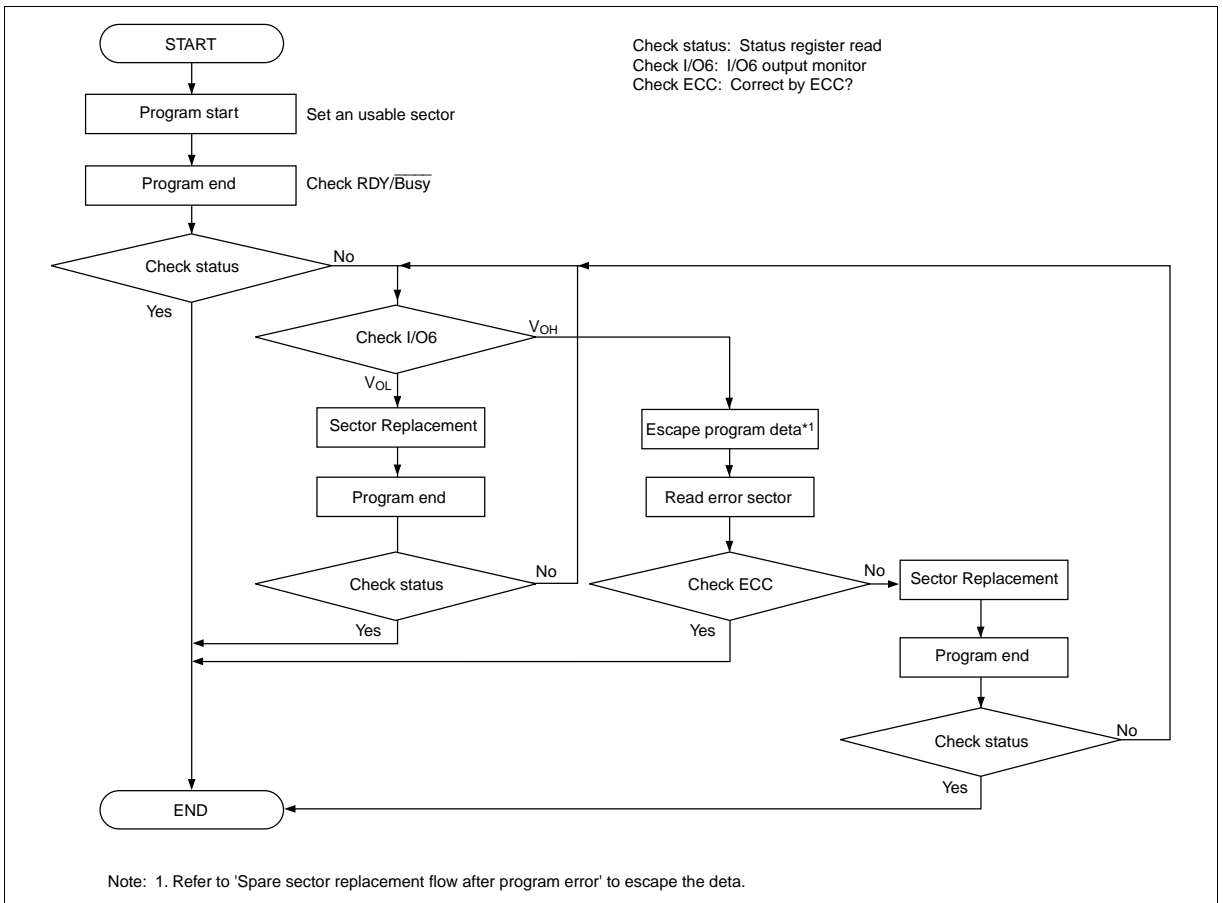 START
Check status: Status register read
Check I/O6: I/O6 output monitor
Check ECC: Correct by ECC?
Program start
Set an usable sector
Program end
Check RDY/Busy
Check status
No
Yes
Check I/O6
VOH
VOL
Sector Replacement
Escape program deta*1
Program end
Read error sector
Check status
No
Yes
Check ECC
No
Yes
Sector Replacement
Program end
Check status
No
Yes
END
Note: 1. Refer to 'Spare sector replacement flow after program error' to escape the deta.